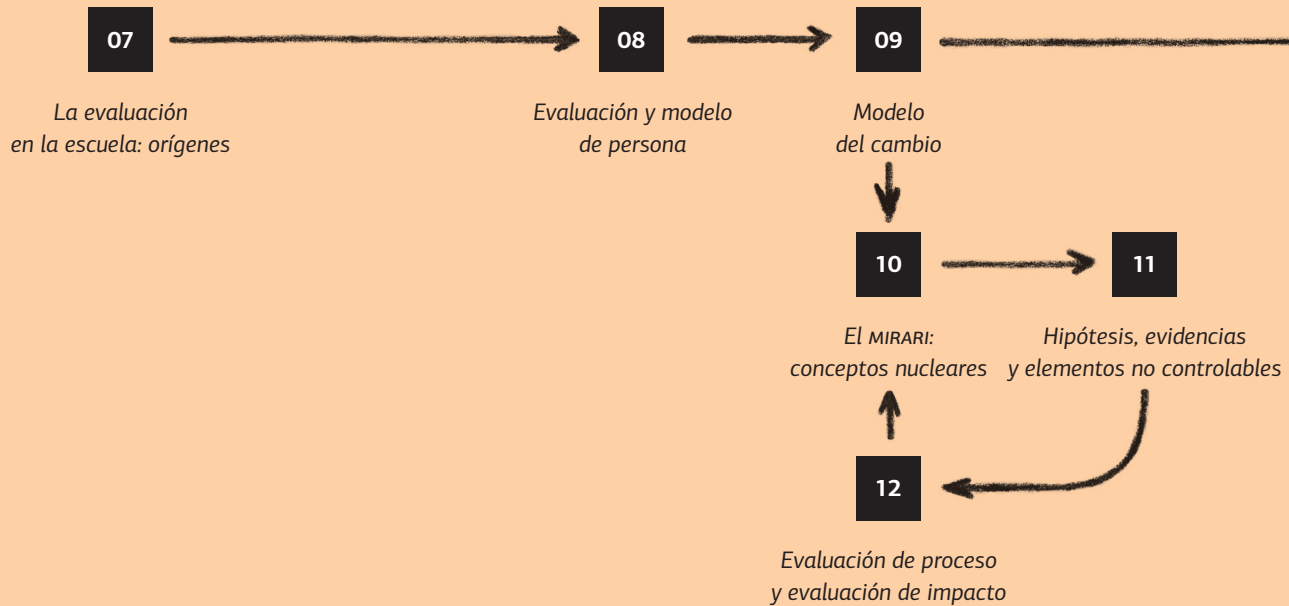 07
La evaluación
en la escuela: orígenes
08
Evaluación y modelo
de persona
09
Modelo
del cambio
10
El MIRARI:
conceptos nucleares
11
Hipótesis, evidencias
y elementos no controlables
12
Evaluación de proceso
y evaluación de impacto